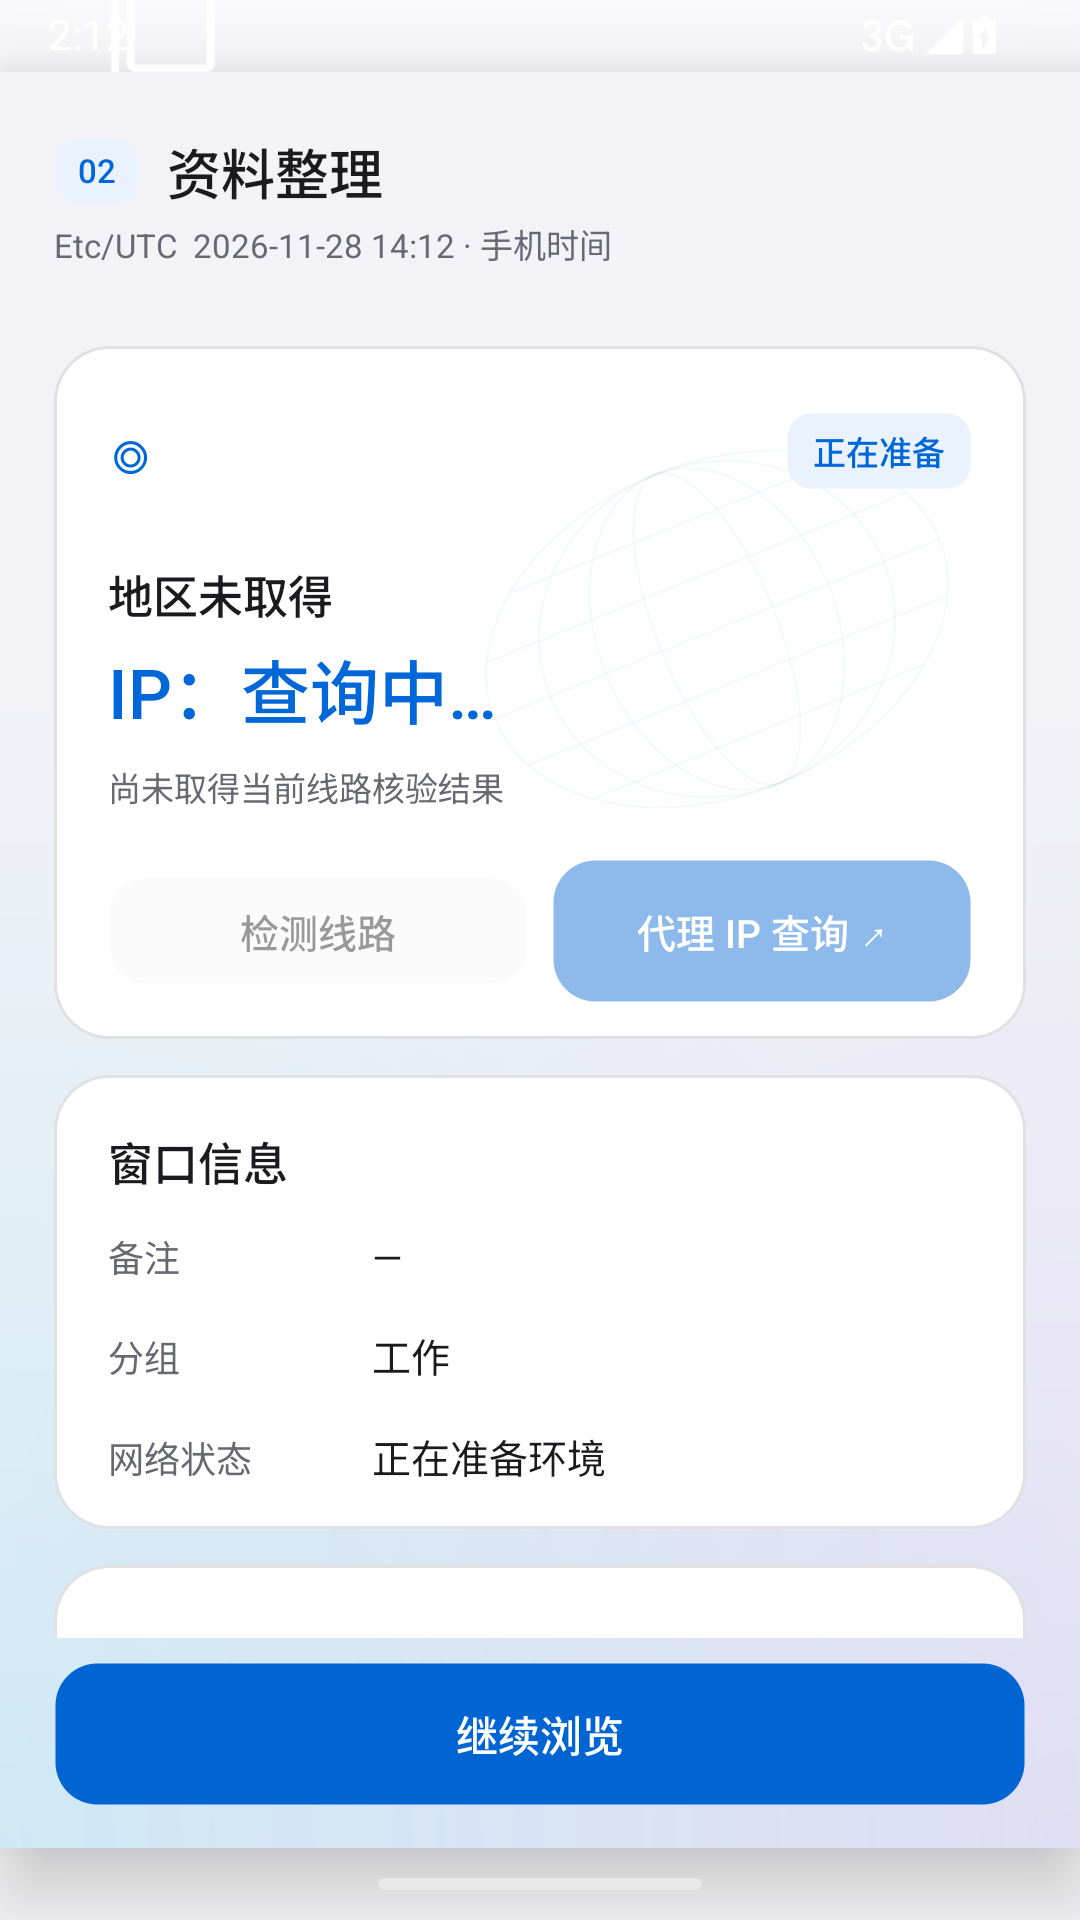 2:12
3G
02 资料整理
Etc/UTC 2026-11-28 14:12 · 手机时间
正在准备
地区未取得
IP：查询中...
尚未取得当前线路核验结果
检测线路
代理 IP 查询 ↗
窗口信息
备注 —
分组 工作
网络状态 正在准备环境
继续浏览